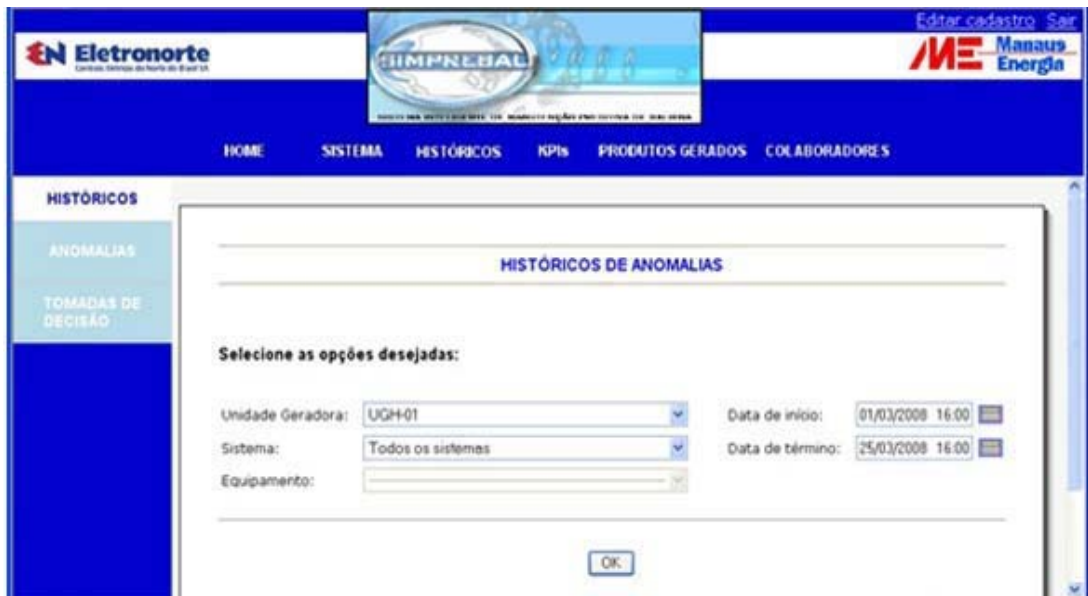 Editar cadastro Sair
Eletronorte
SIMPREBAL
Manaus
Energia
HOME SISTEMA HISTÓRICOS KPIs PRODUTOS GERADOS COLABORADORES
HISTÓRICOS
ANOMALIAS
TOMADAS DE
DECISÃO
HISTÓRICOS DE ANOMALIAS
Selecione as opções desejadas:
Unidade Geradora: UGH-01 Data de início: 01/03/2008 16:00
Sistema: Todos os sistemas Data de término: 25/03/2008 16:00
Equipamento:
OK